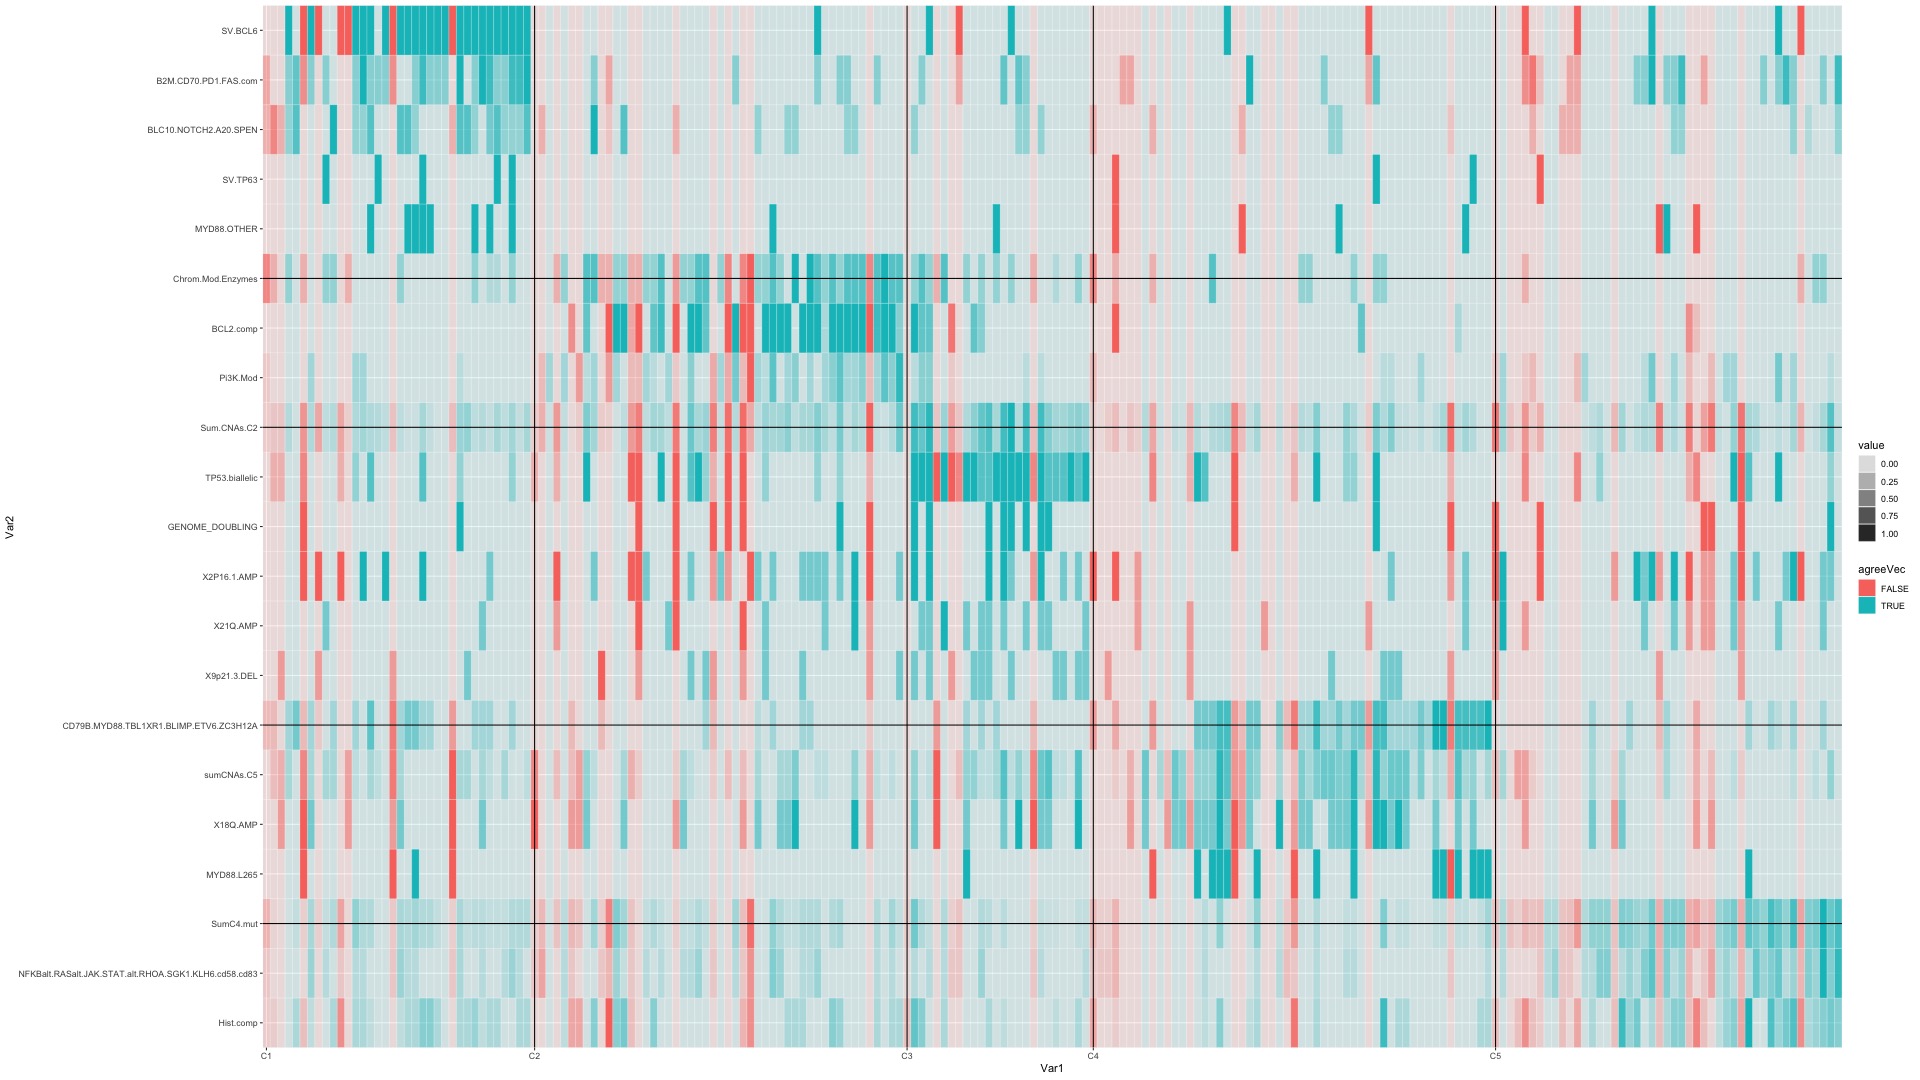 SV.BCL6
B2M.CD70.PD1.FAS.com
BLC10.NOTCH2.A20.SPEN
SV.TP63
MYD88.OTHER
Chrom.Mod.Enzymes
BCL2.comp
Pi3K.Mod
Sum.CNAs.C2
TP53.biallelic
GENOME_DOUBLING
X2P16.1.AMP
X21Q.AMP
X9p21.3.DEL
CD79B.MYD88.TBL1XR1.BLIMP.ETV6.ZC3H12A
sumCNAs.C5
X18Q.AMP
MYD88.L265
SumC4.mut
NFKBalt.RASalt.JAK.STAT.alt.RHOA.SGK1.KLH6.cd58.cd83
Hist.comp
Var2
C1 C2 C3 C4 C5
Var1
value
0.00
0.25
0.50
0.75
1.00
agreeVec
FALSE
TRUE